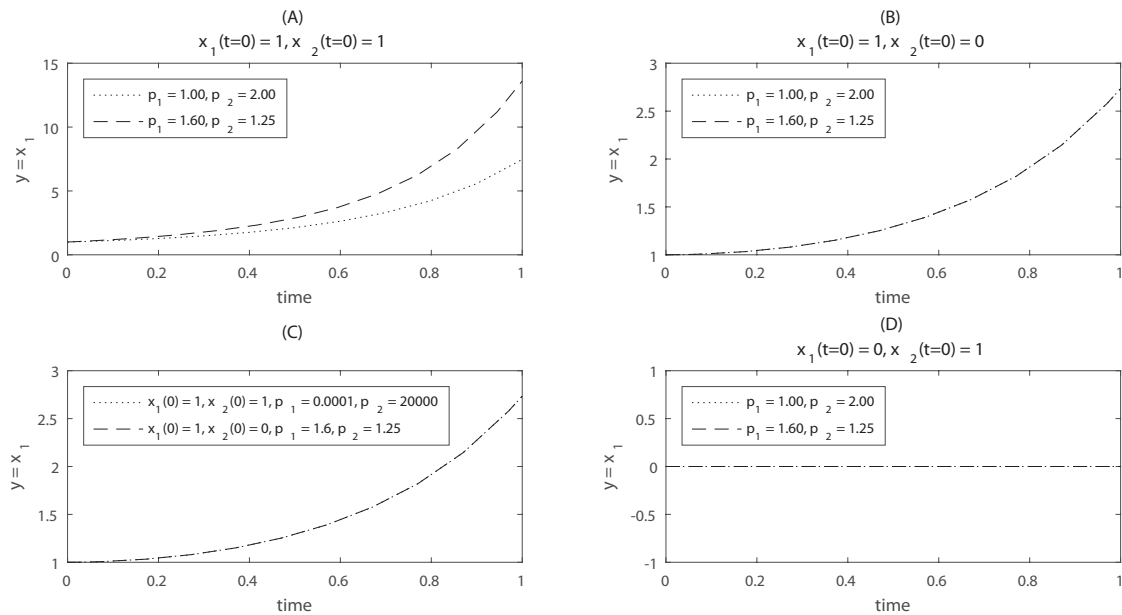 (A)
x 1(t=0) = 1, x 2(t=0) = 1
15
10
5
0
y = x 1
p 1 = 1.00, p 2 = 2.00
p 1 = 1.60, p 2 = 1.25
0 0.2 0.4 0.6 0.8 1
time
(B)
x 1(t=0) = 1, x 2(t=0) = 0
3
2.5
2
1.5
1
y = x 1
p 1 = 1.00, p 2 = 2.00
p 1 = 1.60, p 2 = 1.25
0 0.2 0.4 0.6 0.8 1
time
(C)
3
2.5
2
1.5
1
y = x 1
x 1(0) = 1, x 2(0) = 1, p 1 = 0.0001, p 2 = 20000
x 1(0) = 1, x 2(0) = 0, p 1 = 1.6, p 2 = 1.25
0 0.2 0.4 0.6 0.8 1
time
(D)
x 1(t=0) = 0, x 2(t=0) = 1
1
0.5
0
-0.5
-1
y = x 1
p 1 = 1.00, p 2 = 2.00
p 1 = 1.60, p 2 = 1.25
0 0.2 0.4 0.6 0.8 1
time